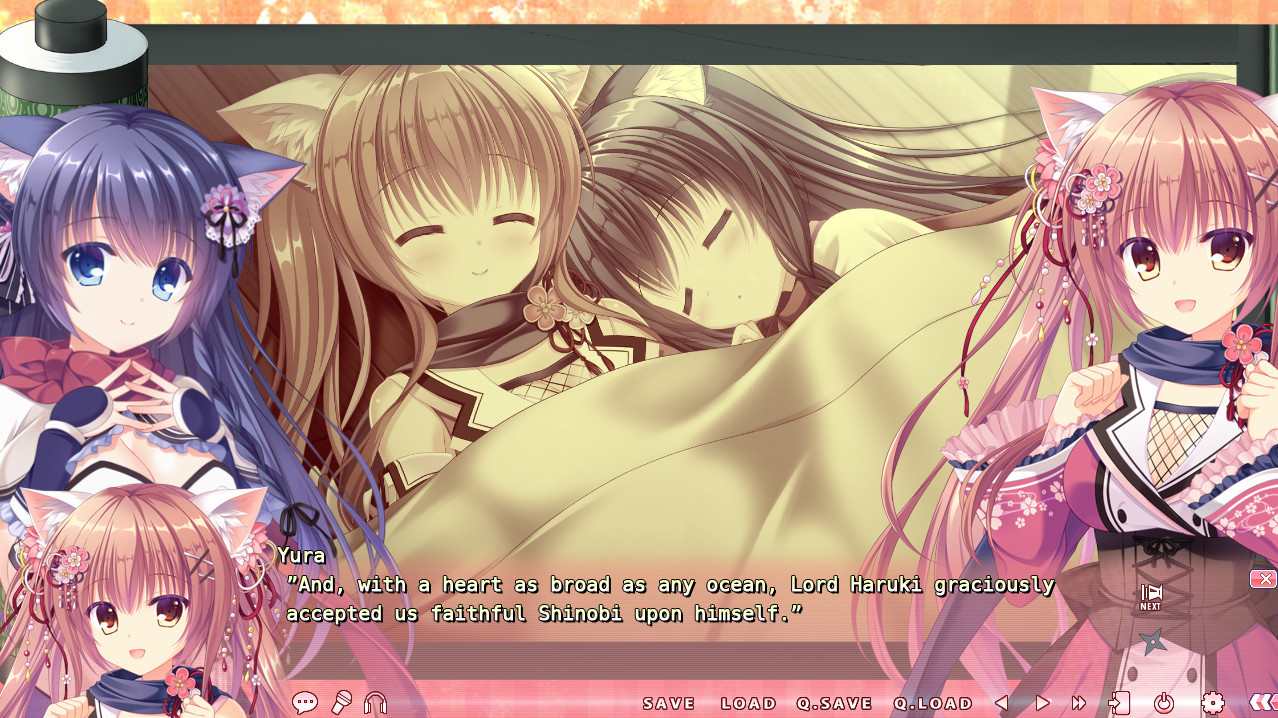 Yura
"And, with a heart as broad as any ocean, Lord Haruki graciously
accepted us faithful Shinobi upon himself."
NEXT
SAVE LOAD Q.SAVE Q.LOAD